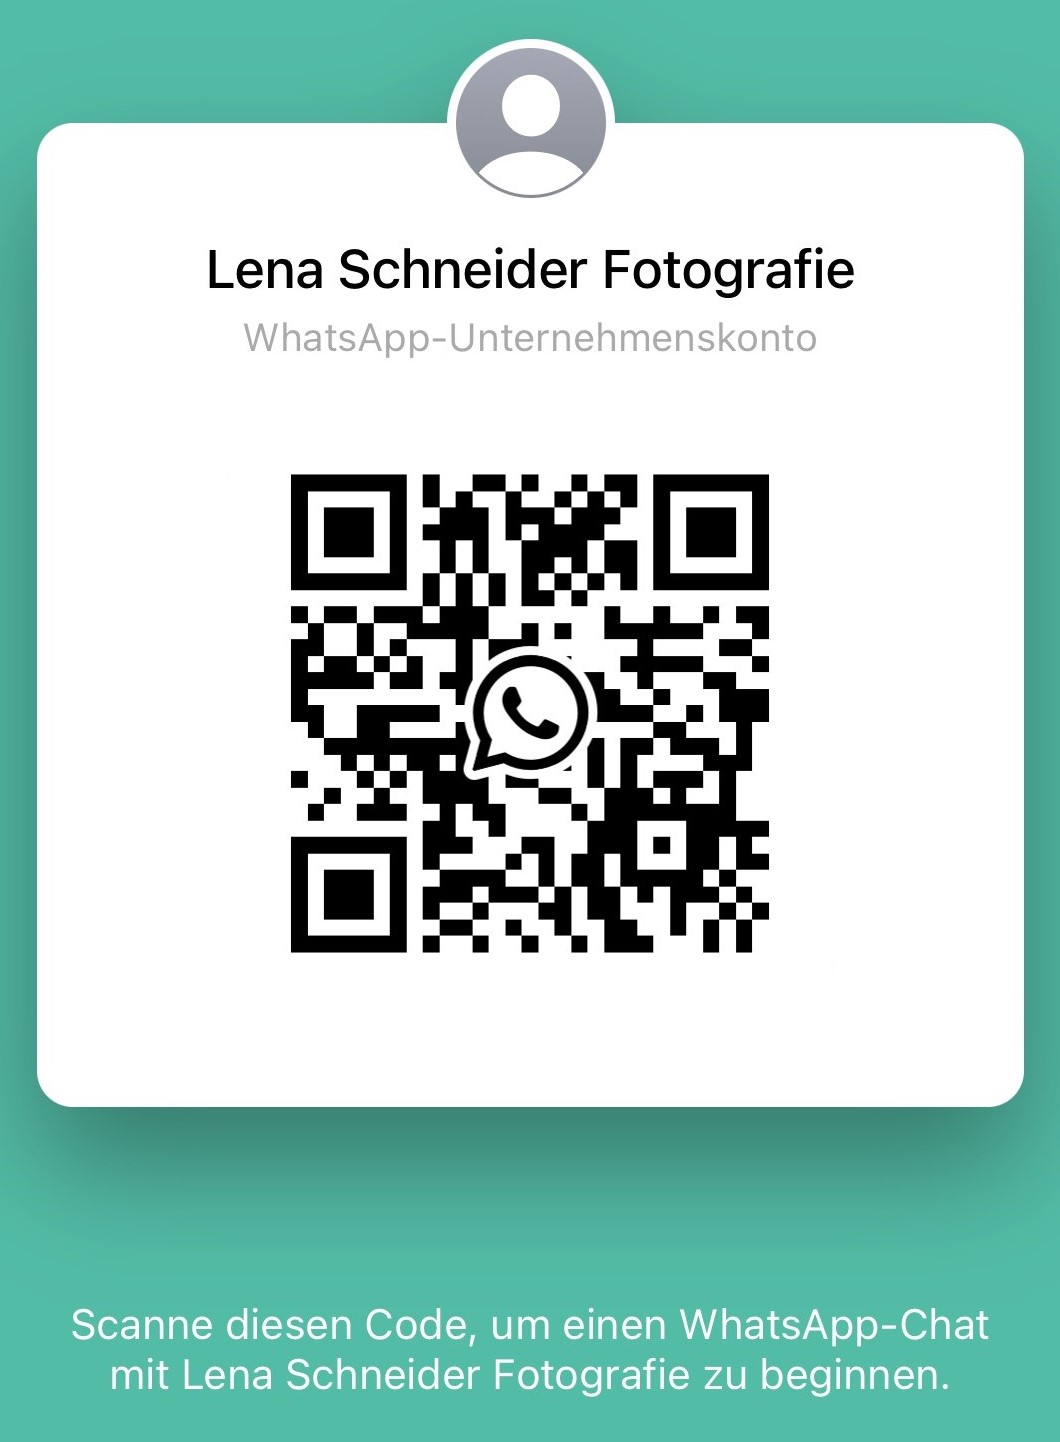 Lena Schneider Fotografie
WhatsApp-Unternehmenskonto
Scanne diesen Code, um einen WhatsApp-Chat
mit Lena Schneider Fotografie zu beginnen.